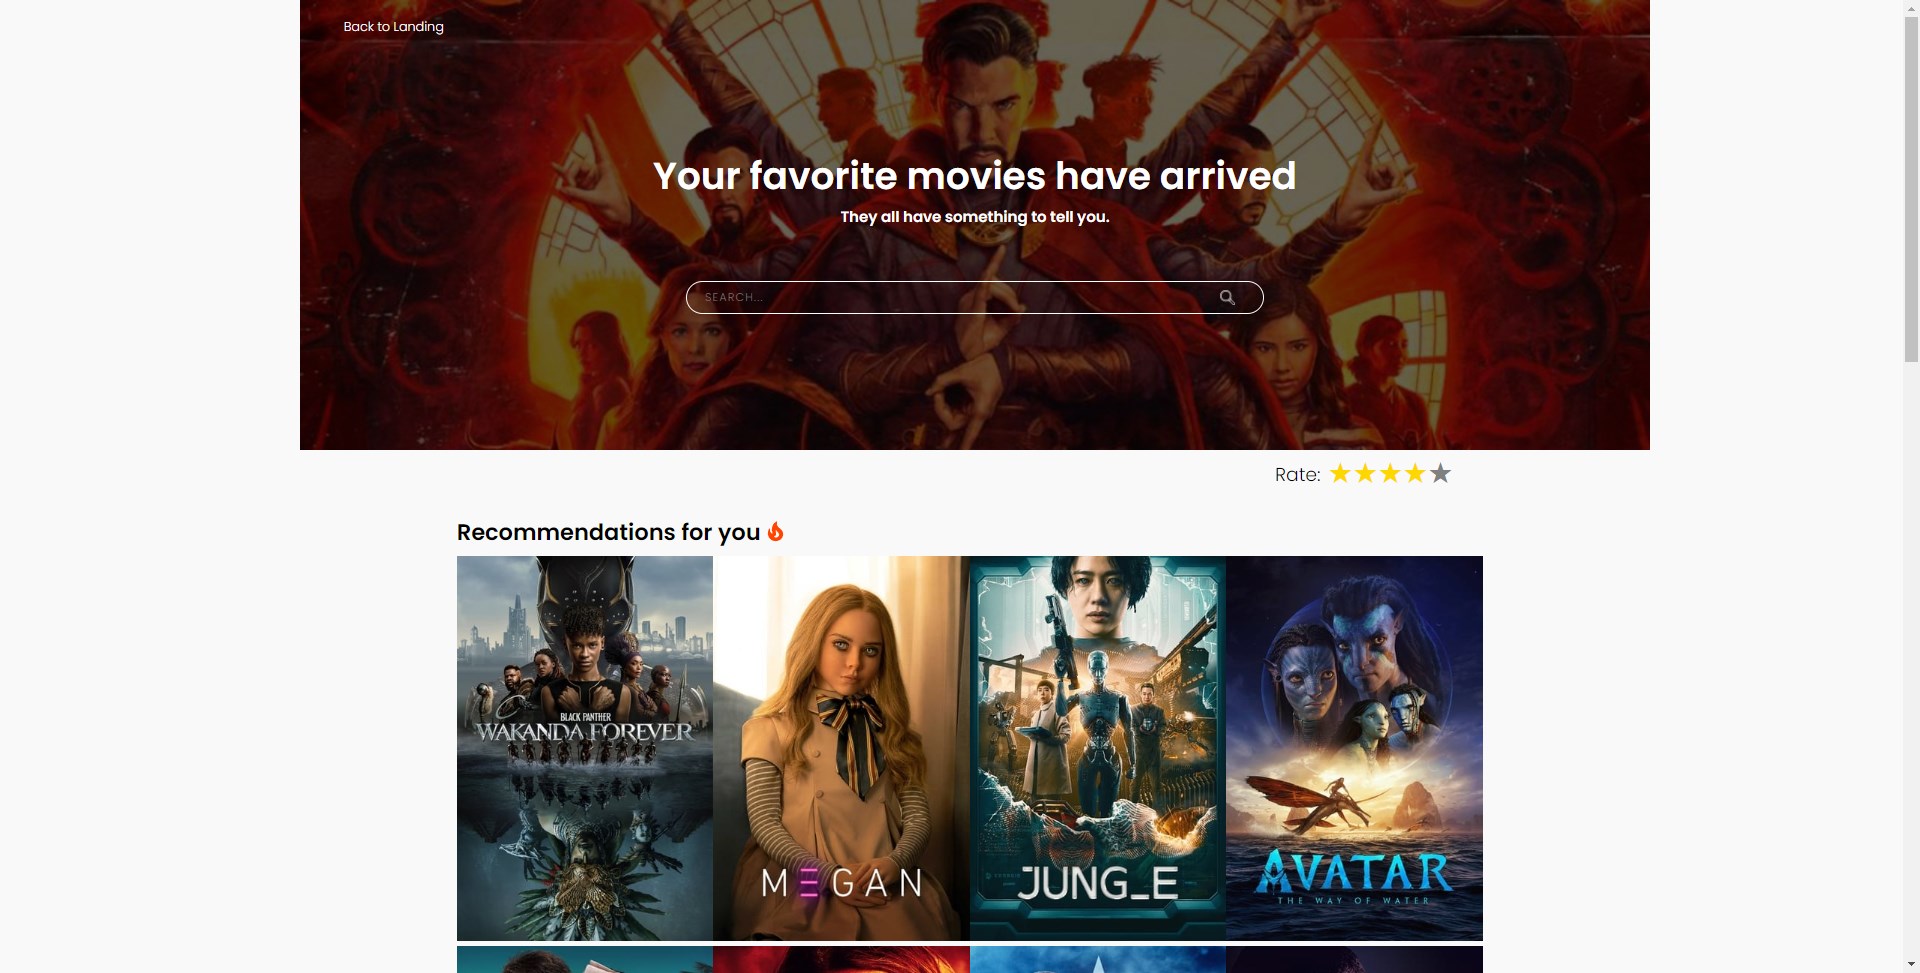 Back to Landing
Your favorite movies have arrived
They all have something to tell you.
SEARCH...
Rate:
Recommendations for you
BLACK PANTHER
WAKANDA FOREVER
MEGAN
JUNG_E
AVATAR
THE WAY OF WATER